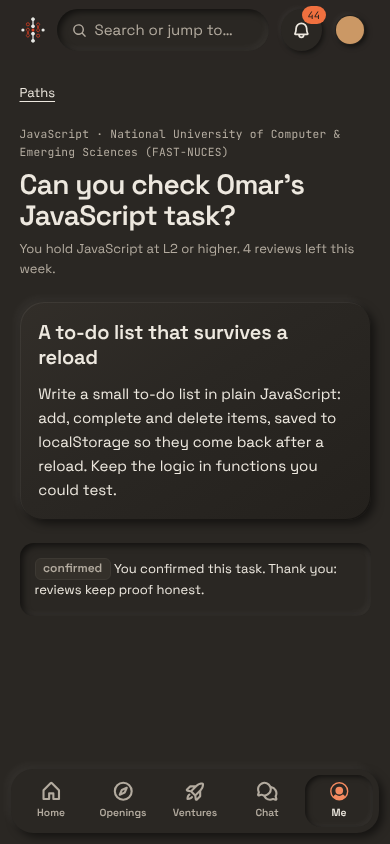 Search or jump to...
44
Paths
JavaScript · National University of Computer &
Emerging Sciences (FAST-NUCES)
Can you check Omar's
JavaScript task?
You hold JavaScript at L2 or higher. 4 reviews left this
week.
A to-do list that survives a
reload
Write a small to-do list in plain JavaScript:
add, complete and delete items, saved to
localStorage so they come back after a
reload. Keep the logic in functions you
could test.
confirmed You confirmed this task. Thank you:
reviews keep proof honest.
Home Openings Ventures Chat Me